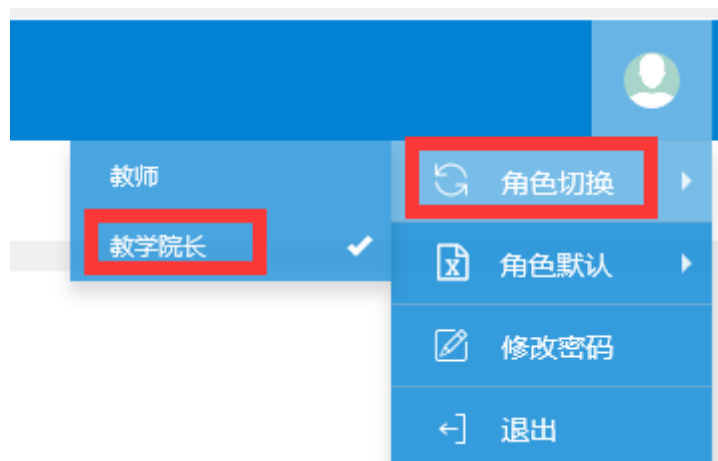 教师
教学院长
角色切换
角色默认
修改密码
退出